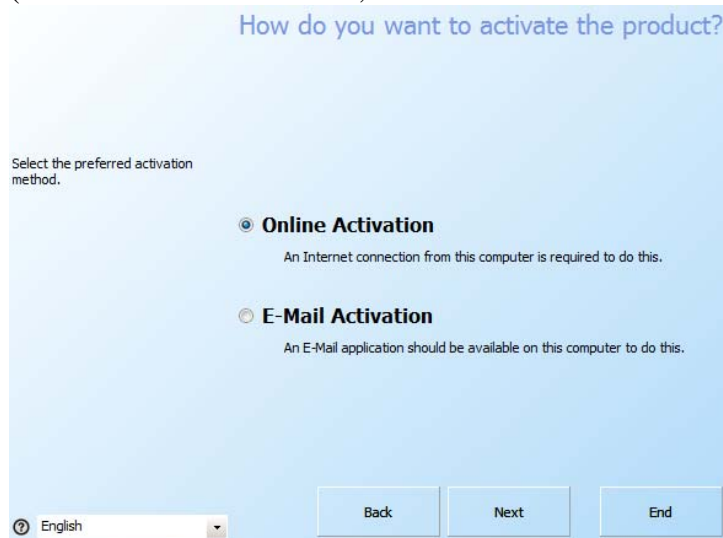 How do you want to activate the product?
Select the preferred activation
method.
Online Activation
An Internet connection from this computer is required to do this.
E-Mail Activation
An E-Mail application should be available on this computer to do this.
Back
Next
End
English